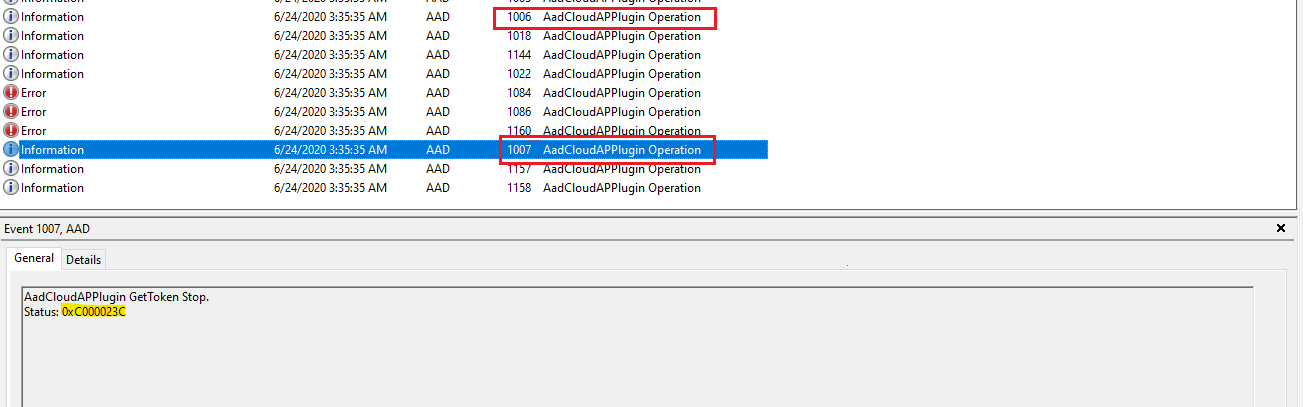 Information 6/24/2020 3:35:35 AM AAD 1006 AadCloudAPPlugin Operation
Information 6/24/2020 3:35:35 AM AAD 1018 AadCloudAPPlugin Operation
Information 6/24/2020 3:35:35 AM AAD 1144 AadCloudAPPlugin Operation
Information 6/24/2020 3:35:35 AM AAD 1022 AadCloudAPPlugin Operation
Error 6/24/2020 3:35:35 AM AAD 1084 AadCloudAPPlugin Operation
Error 6/24/2020 3:35:35 AM AAD 1086 AadCloudAPPlugin Operation
Error 6/24/2020 3:35:35 AM AAD 1160 AadCloudAPPlugin Operation
Information 6/24/2020 3:35:35 AM AAD 1007 AadCloudAPPlugin Operation
Information 6/24/2020 3:35:35 AM AAD 1157 AadCloudAPPlugin Operation
Information 6/24/2020 3:35:35 AM AAD 1158 AadCloudAPPlugin Operation
Event 1007, AAD
General Details
AadCloudAPPlugin GetToken Stop.
Status: 0xC000023C